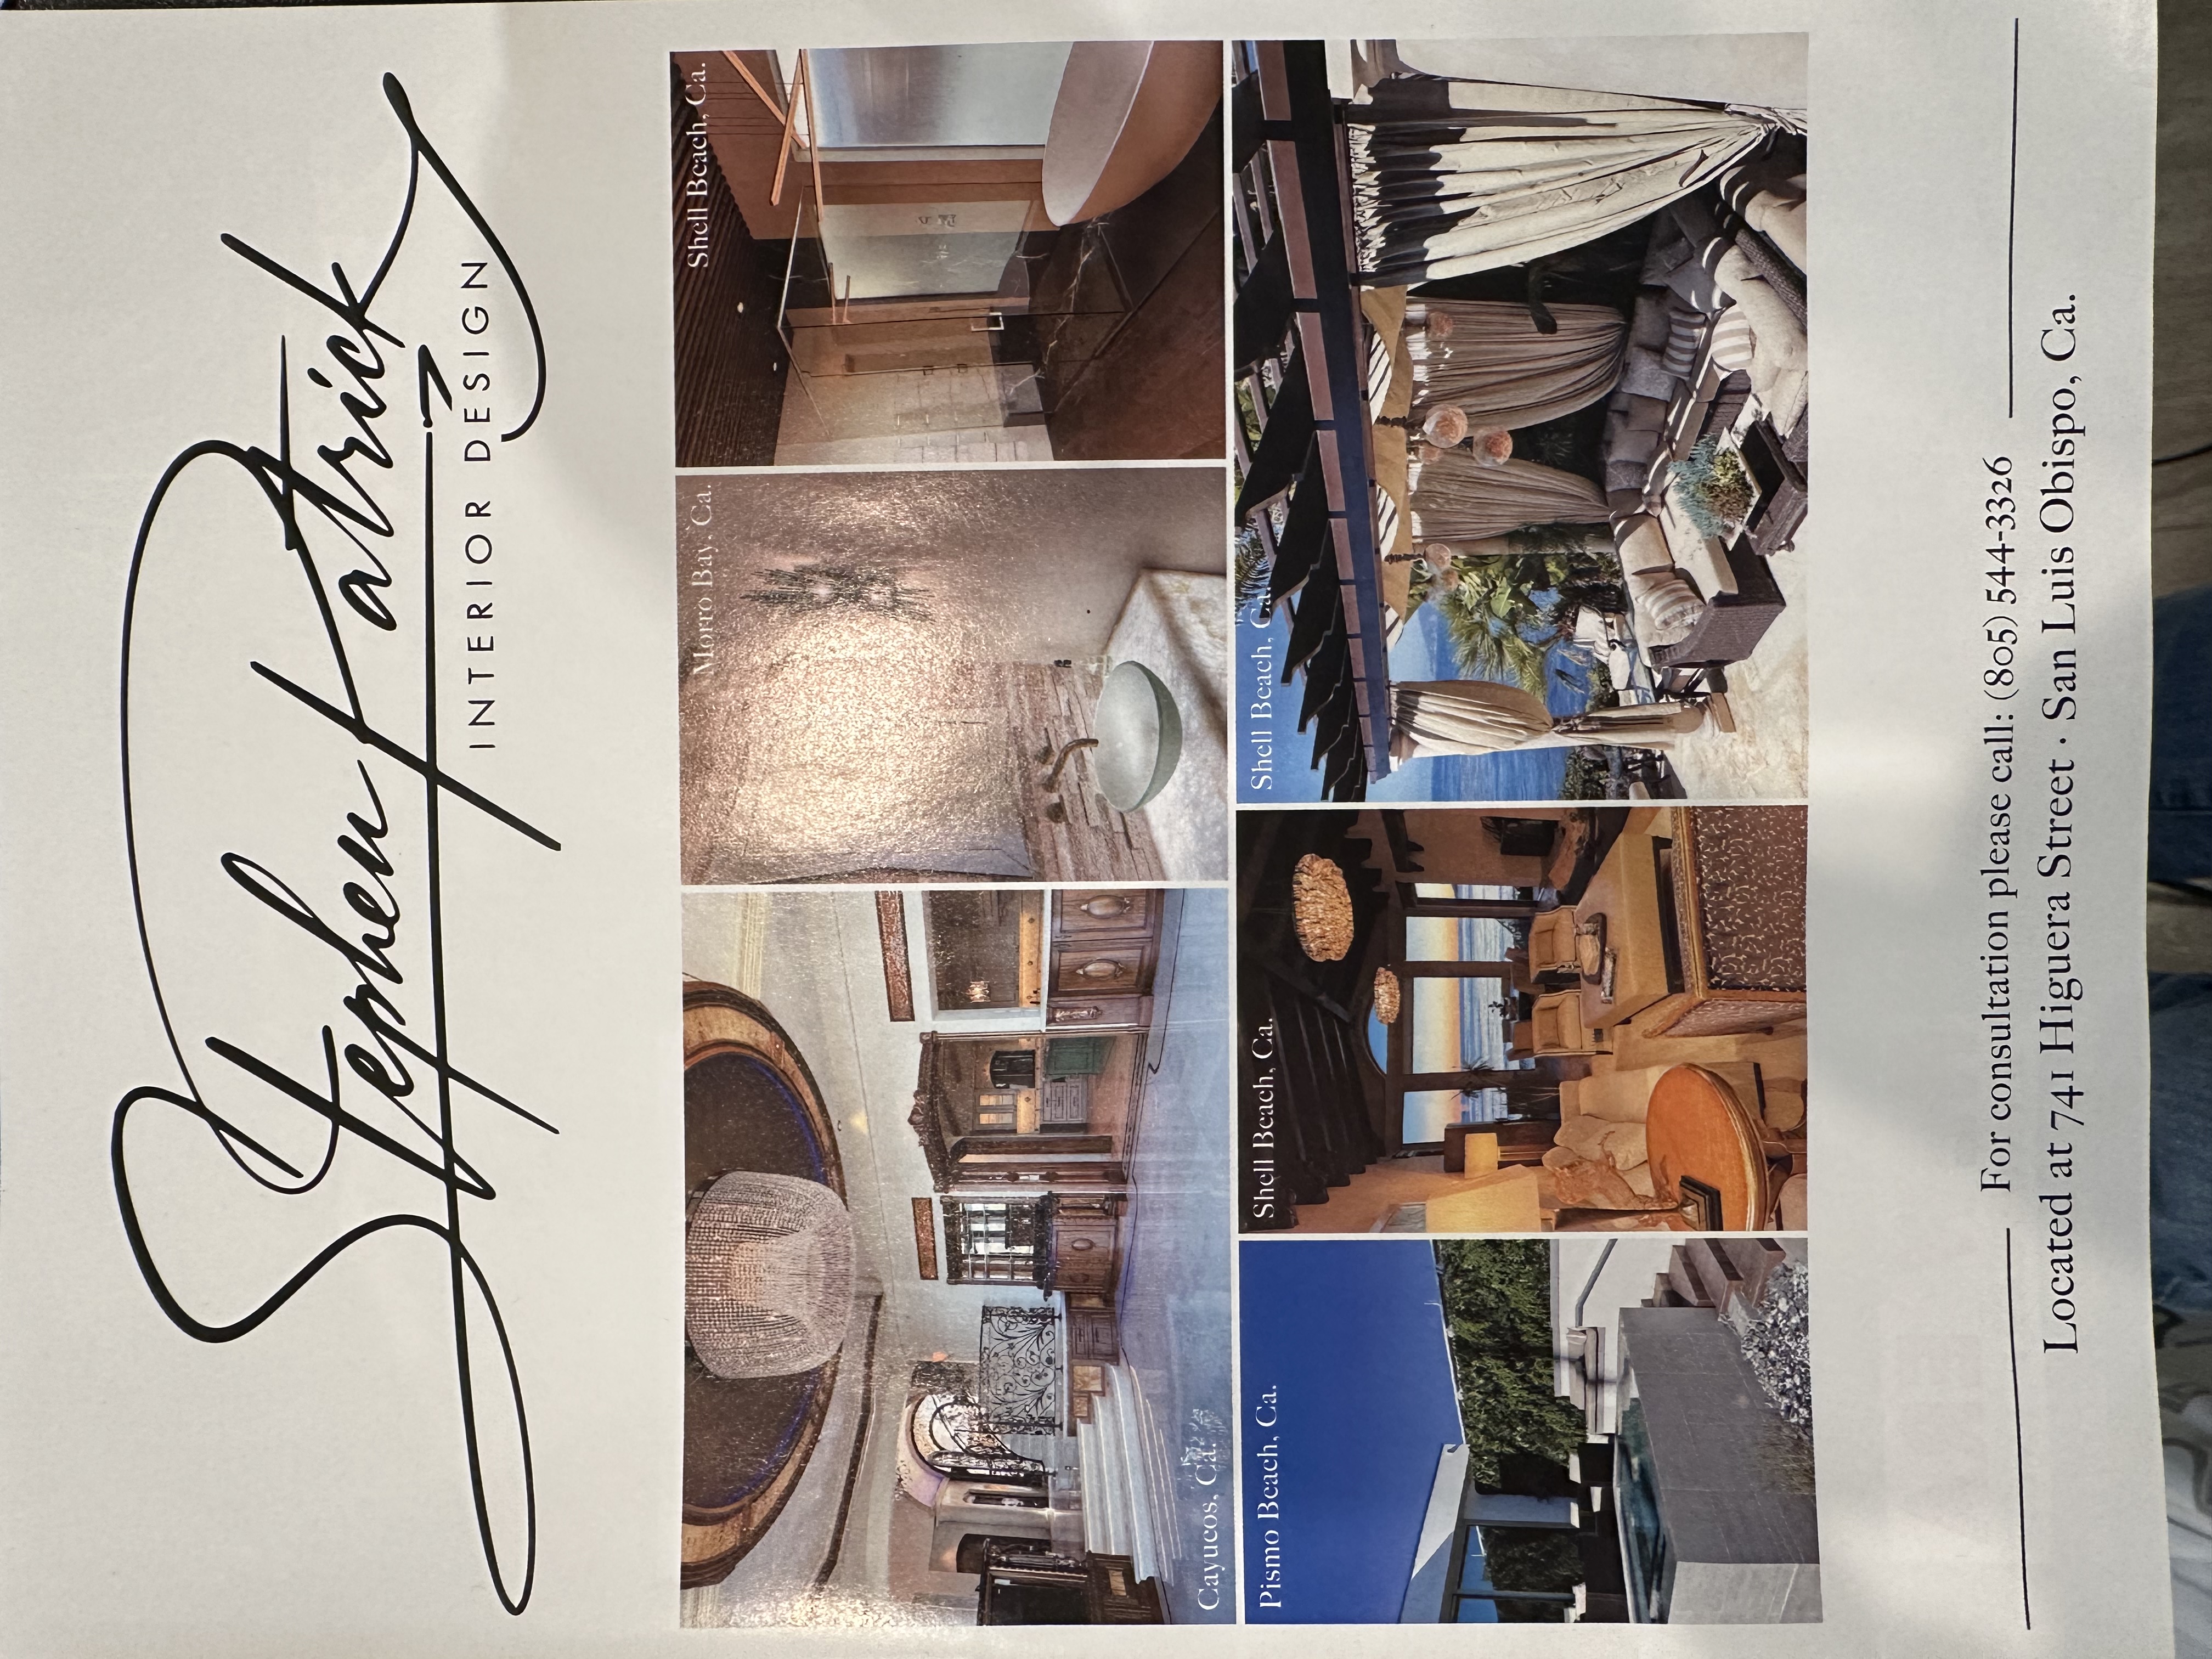 Stephen Patrick
INTERIOR DESIGN
Morro Bay, Ca.
Shell Beach, Ca.
Cayucos, Ca.
Pismo Beach, Ca.
Shell Beach, Ca.
Shell Beach, Ca.
For consultation please call: (805) 544-3326
Located at 741 Higuera Street · San Luis Obispo, Ca.